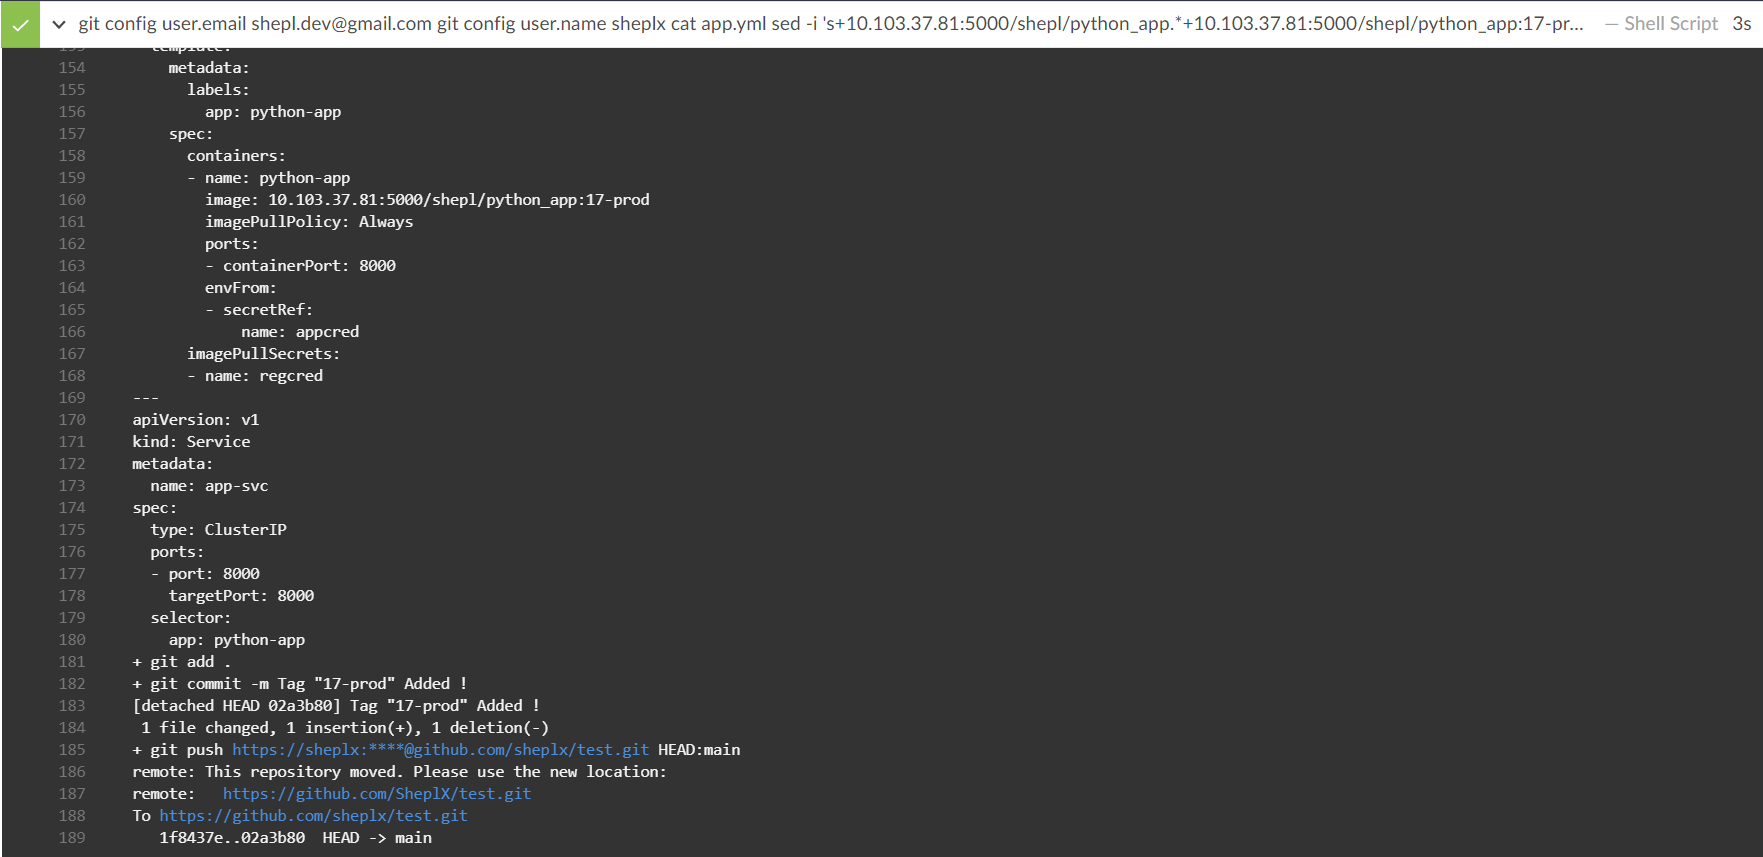 git config user.email shepl.dev@gmail.com git config user.name sheplx cat app.yml sed -i 's+10.103.37.81:5000/shepl/python_app.*+10.103.37.81:5000/shepl/python_app:17-pr... — Shell Script 3s
153 template:
154 metadata:
155 labels:
156 app: python-app
157 spec:
158 containers:
159 - name: python-app
160 image: 10.103.37.81:5000/shepl/python_app:17-prod
161 imagePullPolicy: Always
162 ports:
163 - containerPort: 8000
164 envFrom:
165 - secretRef:
166 name: appcred
167 imagePullSecrets:
168 - name: regcred
169 ---
170 apiVersion: v1
171 kind: Service
172 metadata:
173 name: app-svc
174 spec:
175 type: ClusterIP
176 ports:
177 - port: 8000
178 targetPort: 8000
179 selector:
180 app: python-app
181 + git add .
182 + git commit -m Tag "17-prod" Added !
183 [detached HEAD 02a3b80] Tag "17-prod" Added !
184 1 file changed, 1 insertion(+), 1 deletion(-)
185 + git push https://sheplx:****@github.com/sheplx/test.git HEAD:main
186 remote: This repository moved. Please use the new location:
187 remote: https://github.com/SheplX/test.git
188 To https://github.com/sheplx/test.git
189 1f8437e..02a3b80 HEAD -> main